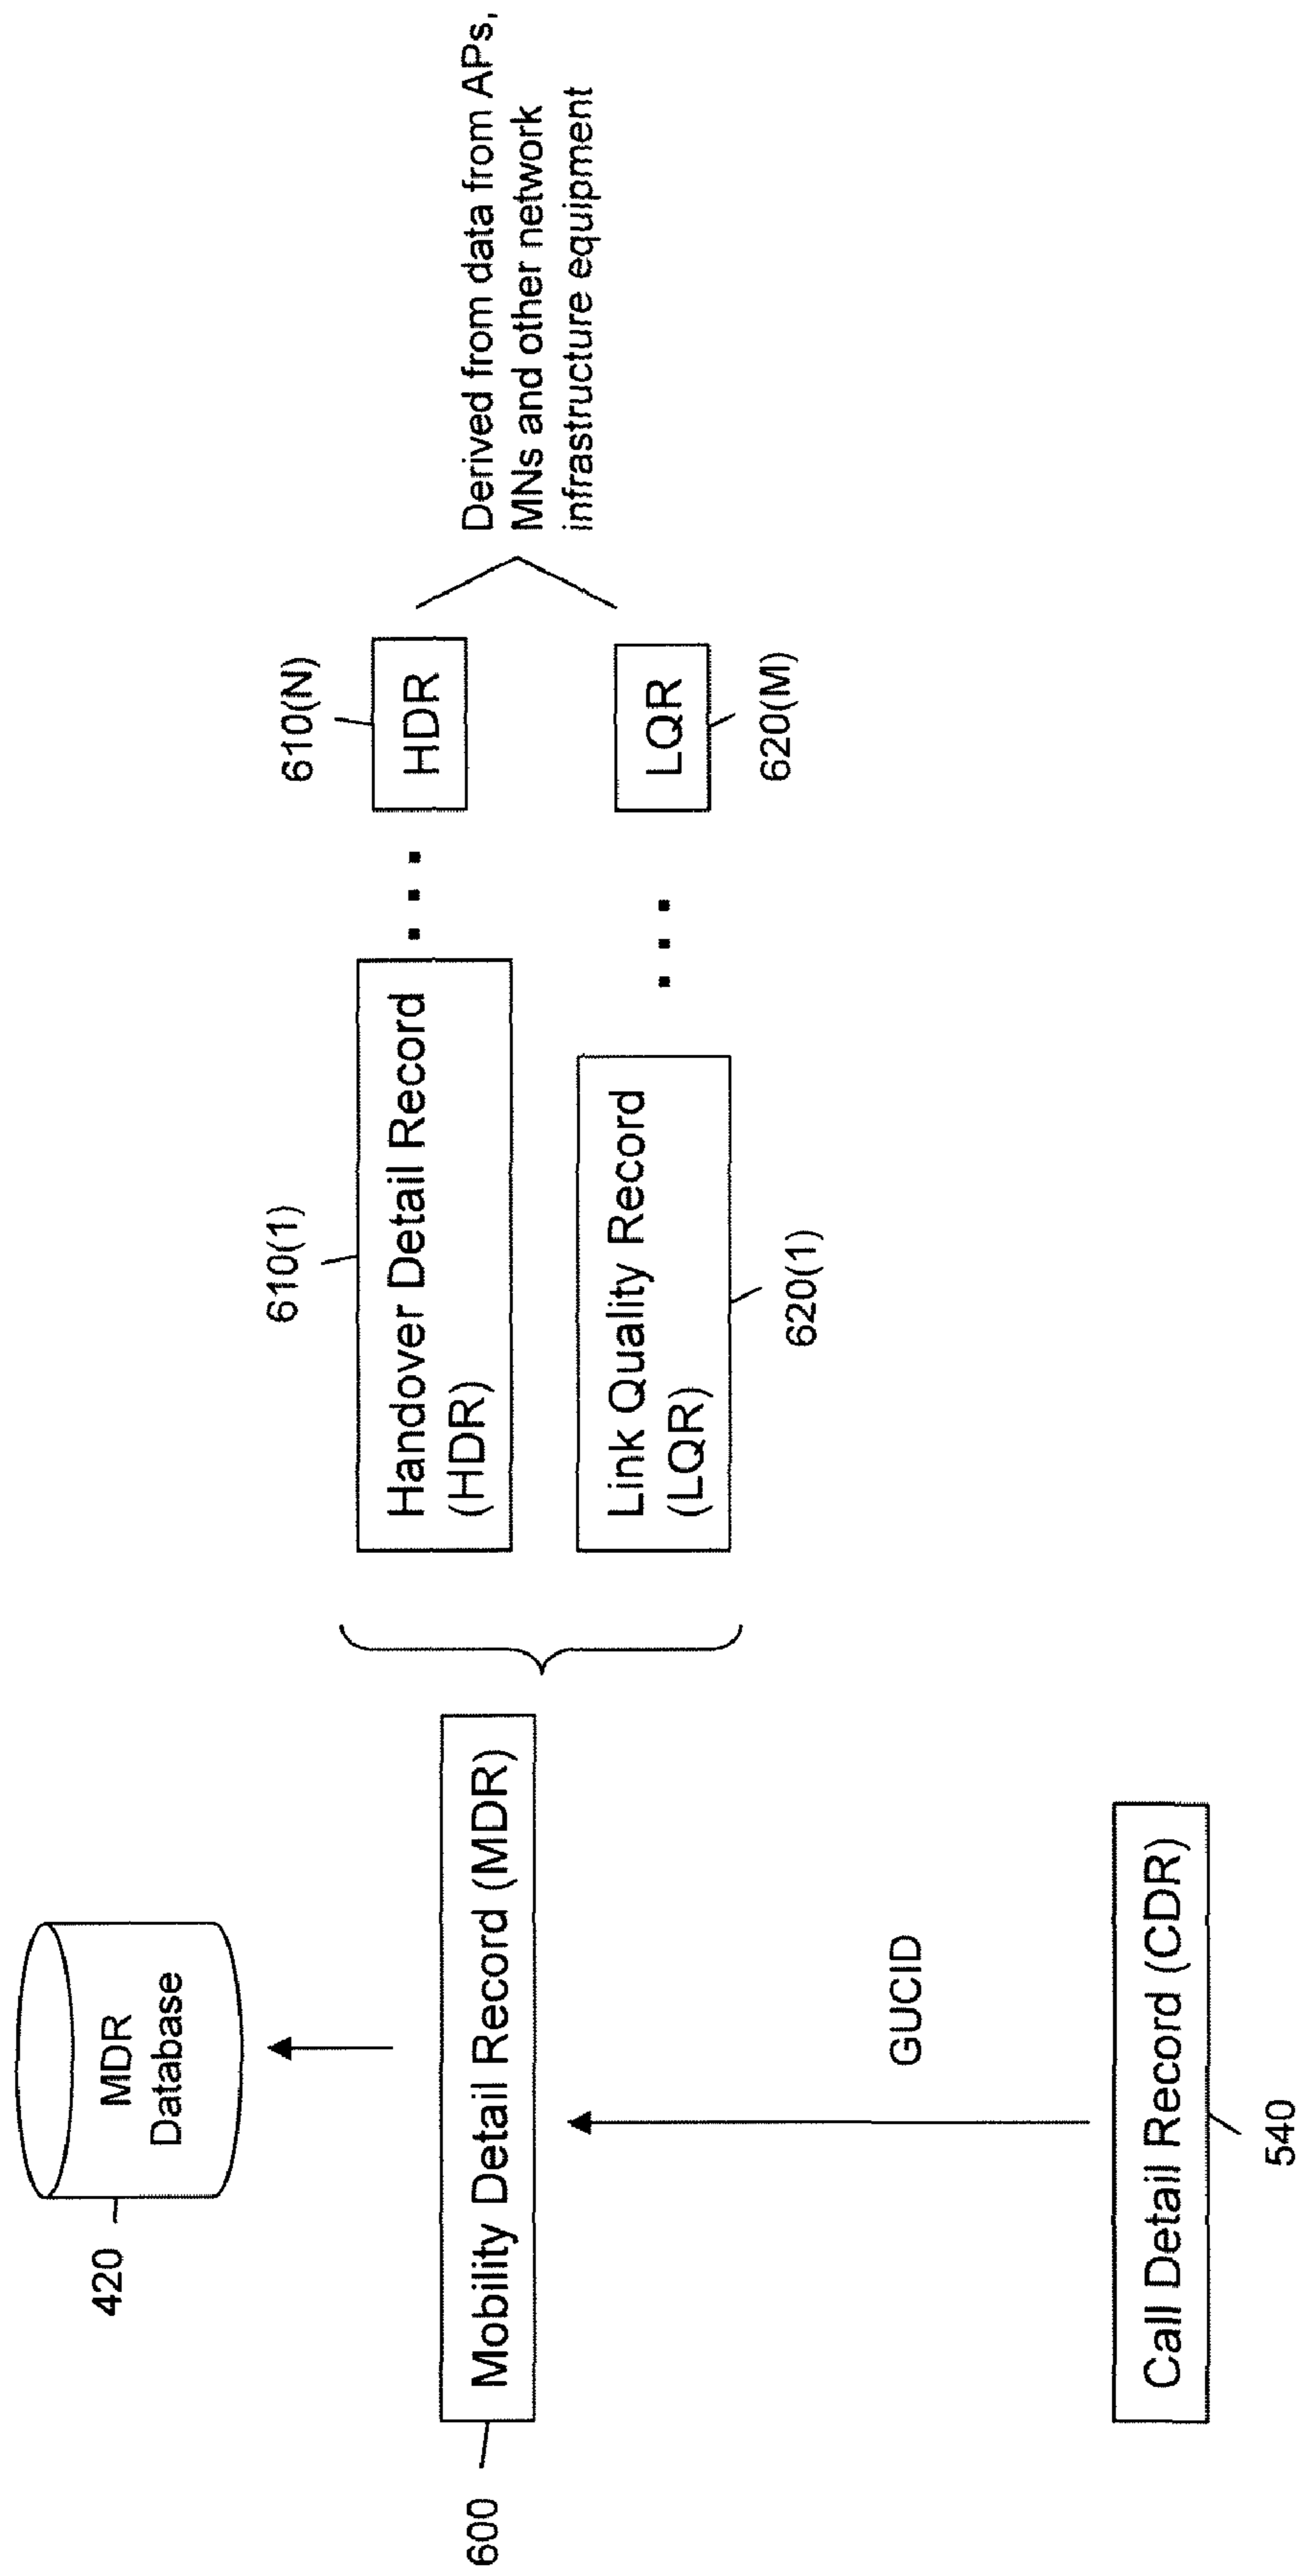 420
MDR
Database
600
Mobility Detail Record (MDR)
610(1)
Handover Detail Record
(HDR)
610(N)
HDR
Link Quality Record
(LQR)
620(1)
LQR
620(M)
Derived from data from APs,
MNs and other network
infrastructure equipment
GUCID
Call Detail Record (CDR)
540